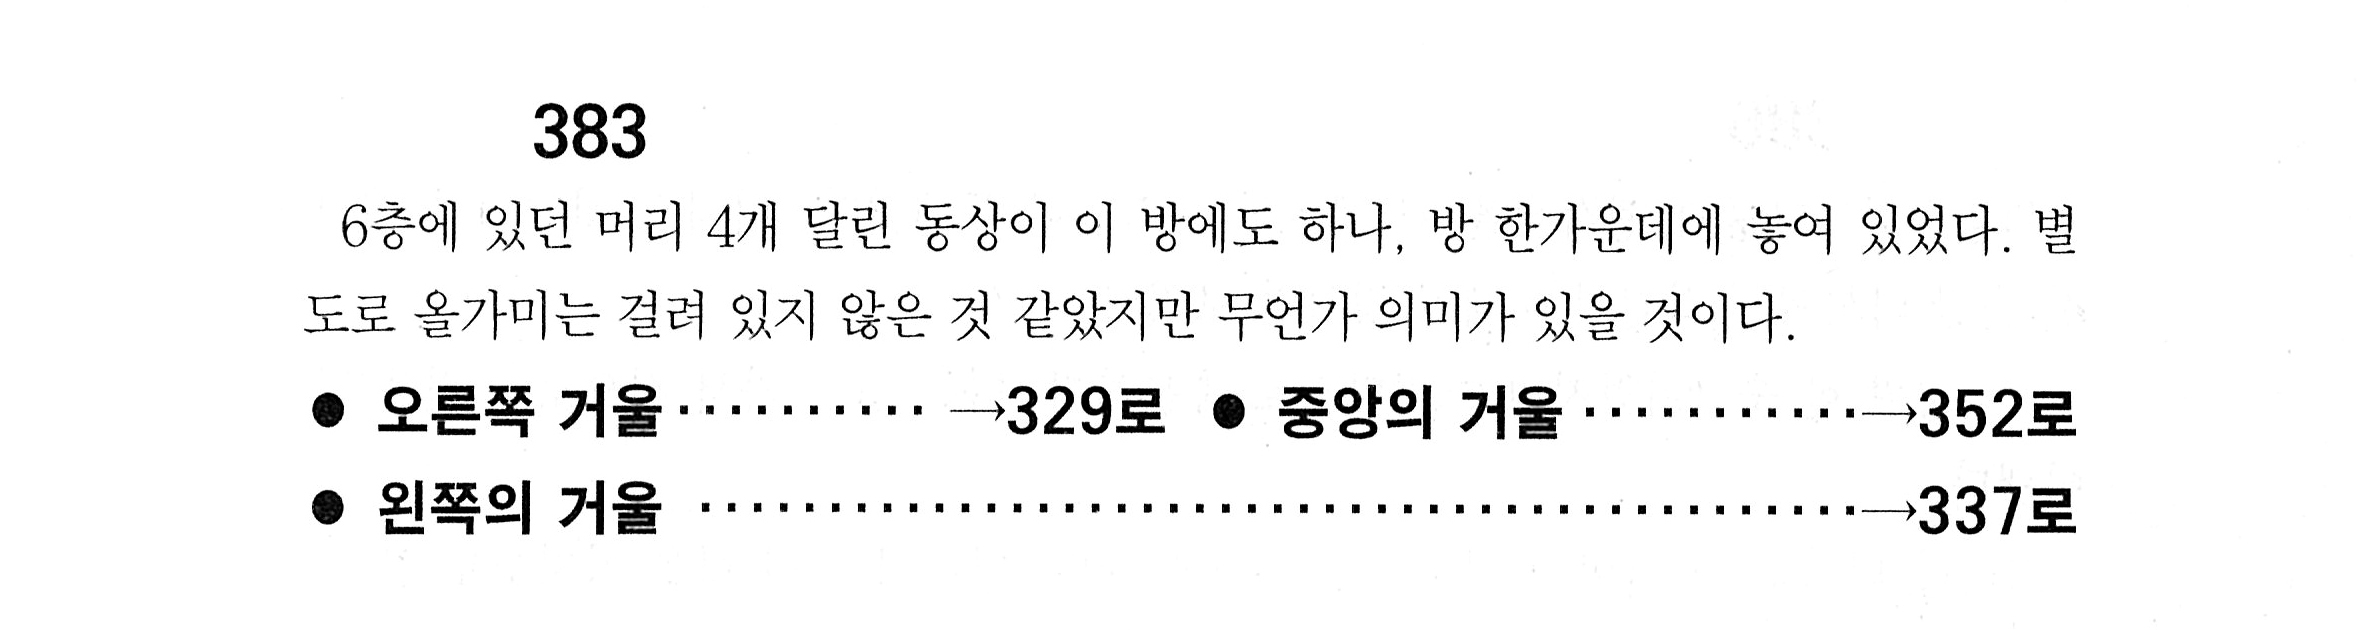 383
6층에 있던 머리 4개 달린 동상이 이 방에도 하나, 방 한가운데에 놓여 있었다. 별
도로 올가미는 걸려 있지 않은 것 같았지만 무언가 의미가 있을 것이다.
● 오른쪽 거울·········· →329로 ● 중앙의 거울···········→352로
● 왼쪽의 거울 ·············································→337로